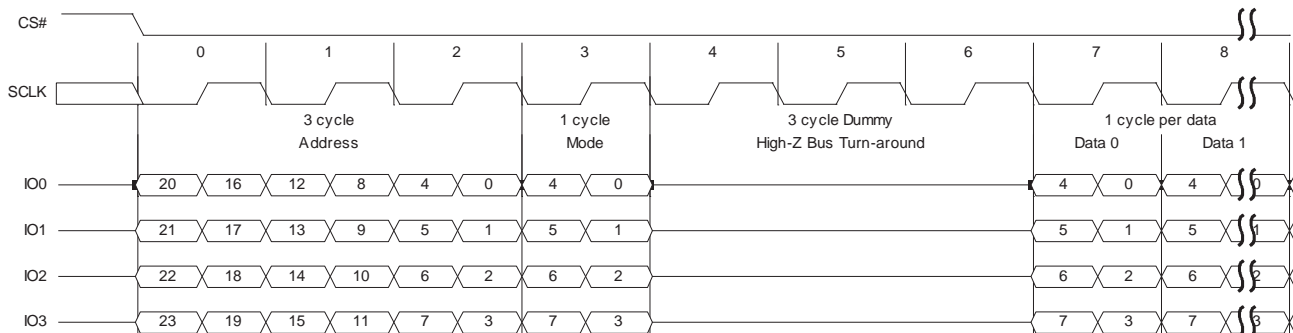 CS#
0 1 2 3 4 5 6 7 8
SCLK
3 cycle 1 cycle 3 cycle Dummy 1 cycle per data
Address Mode High-Z Bus Turn-around Data 0 Data 1
IO0 20 16 12 8 4 0 4 0 4 0 4 0
IO1 21 17 13 9 5 1 5 1 5 1 5 1
IO2 22 18 14 10 6 2 6 2 6 2 6 2
IO3 23 19 15 11 7 3 7 3 7 3 7 3